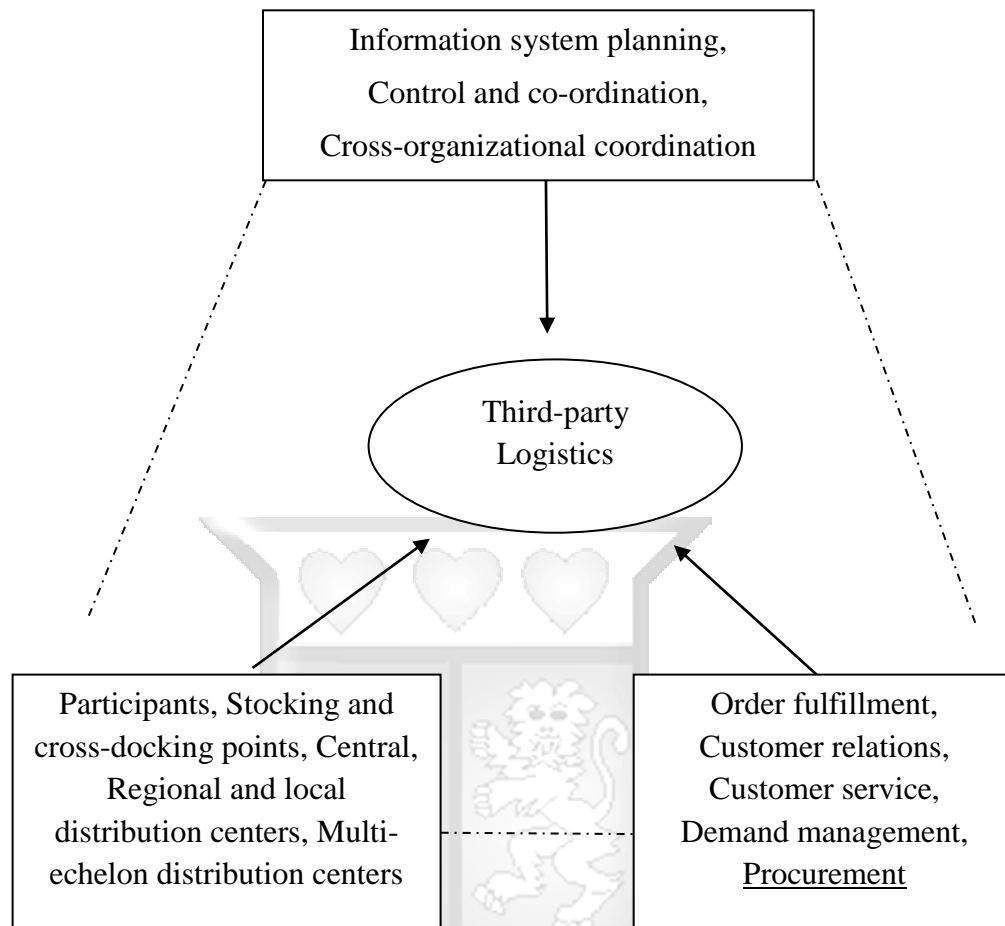 Information system planning,
Control and co-ordination,
Cross-organizational coordination
Third-party
Logistics
Participants, Stocking and
cross-docking points, Central,
Regional and local
distribution centers, Multi-
echelon distribution centers
Order fulfillment,
Customer relations,
Customer service,
Demand management,
Procurement